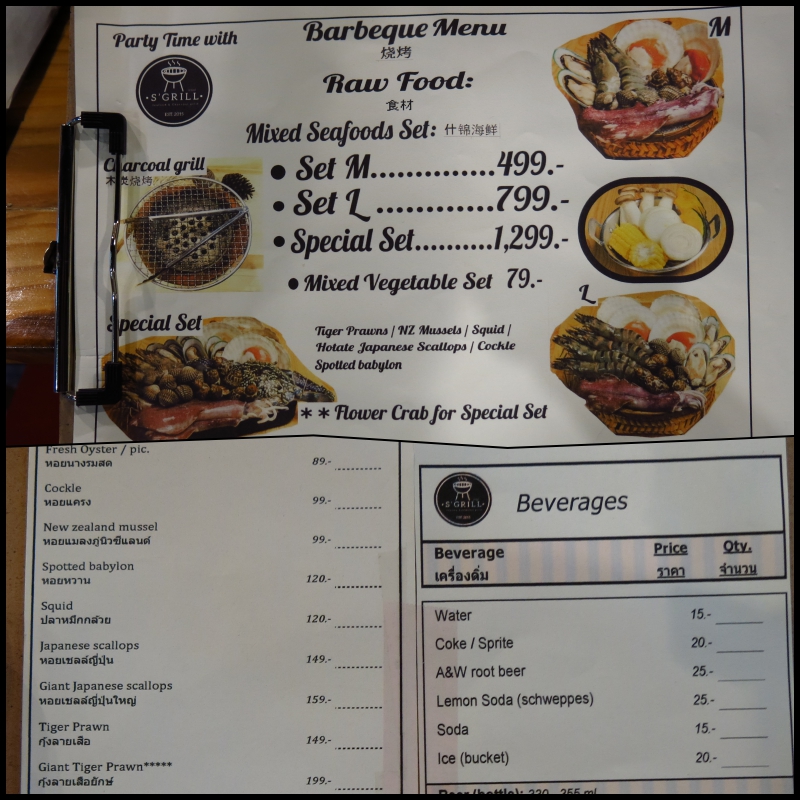 Party Time with
Barbeque Menu
M
烧烤
S'GRILL
Raw Food:
食材
Mixed Seafoods Set: 什锦海鲜
Charcoal grill
木炭烧烤
• Set M..............499.-
• Set L .............799.-
• Special Set..........1,299.-
• Mixed Vegetable Set 79.-
L
Special Set
Tiger Prawns / NZ Mussels / Squid /
Hotate Japanese Scallops / Cockle
Spotted babylon
**Flower Crab for Special Set
Fresh Oyster / pic.
หอยนางรมสด 89.-
Cockle
หอยแครง 99.-
New zealand mussel
หอยแมลงภู่นิวซีแลนด์ 99.-
Spotted babylon
หอยหวาน 120.-
Squid
ปลาหมึกกล้วย 120.-
Japanese scallops
หอยเชลล์ญี่ปุ่น 149.-
Giant Japanese scallops
หอยเชลล์ญี่ปุ่นใหญ่ 159.-
Tiger Prawn
กุ้งลายเสือ 149.-
Giant Tiger Prawn*****
กุ้งลายเสือยักษ์ 199.-
S'GRILL
Beverages
Beverage Price Qty.
เครื่องดื่ม ราคา จำนวน
Water 15.-
Coke / Sprite 20.-
A&W root beer 25.-
Lemon Soda (schweppes) 25.-
Soda 15.-
Ice (bucket) 20.-
Beer (bottle): 330 - 355 ml